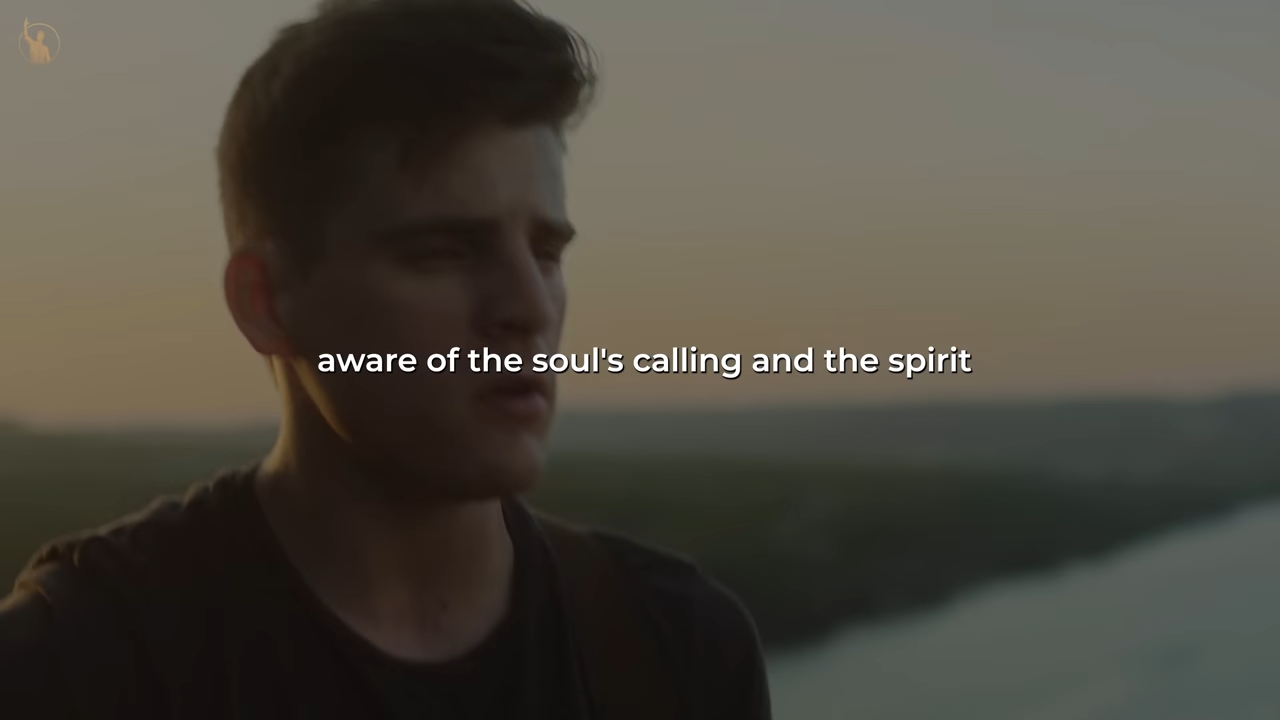 aware of the soul's calling and the spirit